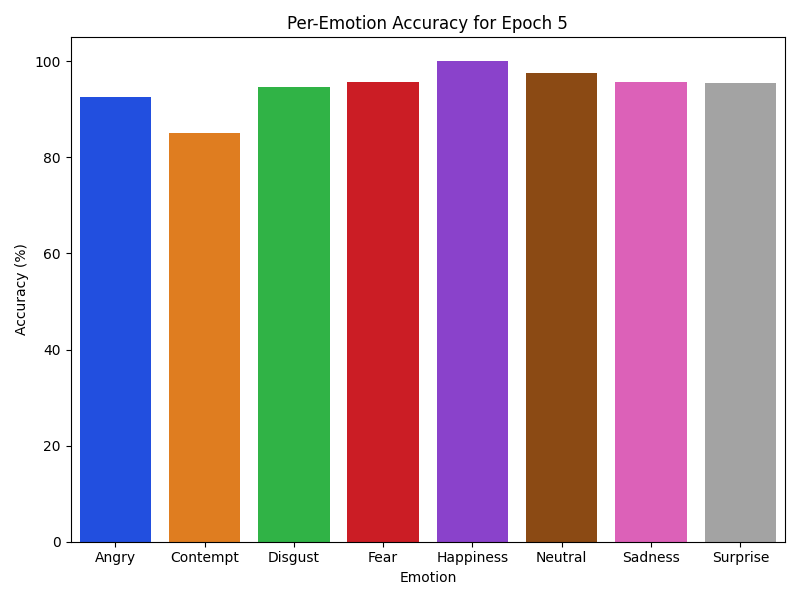 Per-Emotion Accuracy for Epoch 5
Accuracy (%)
100
80
60
40
20
0
Angry Contempt Disgust Fear Happiness Neutral Sadness Surprise
Emotion